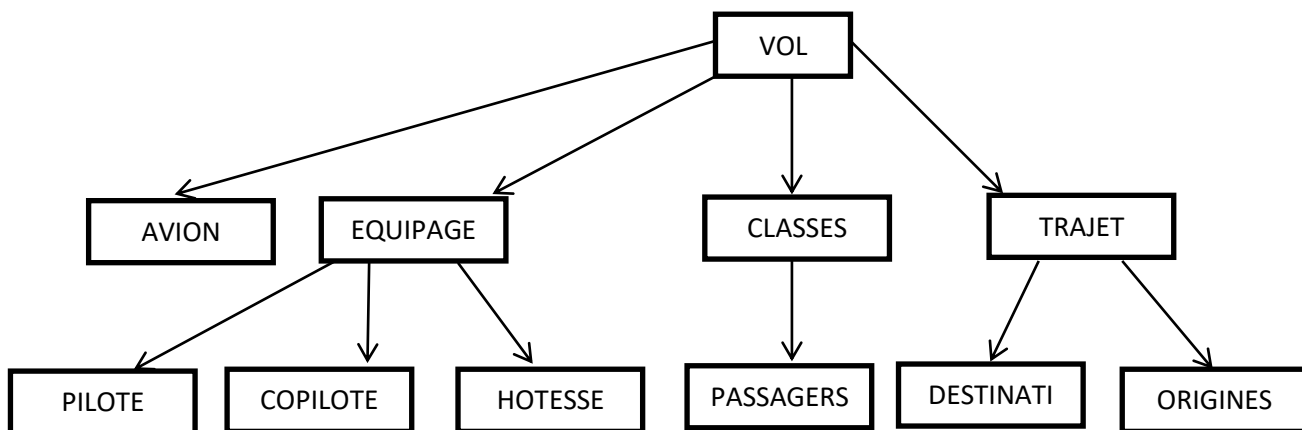 VOL
AVION
EQUIPAGE
CLASSES
TRAJET
PILOTE
COPILOTE
HOTESSE
PASSAGERS
DESTINATI
ORIGINES